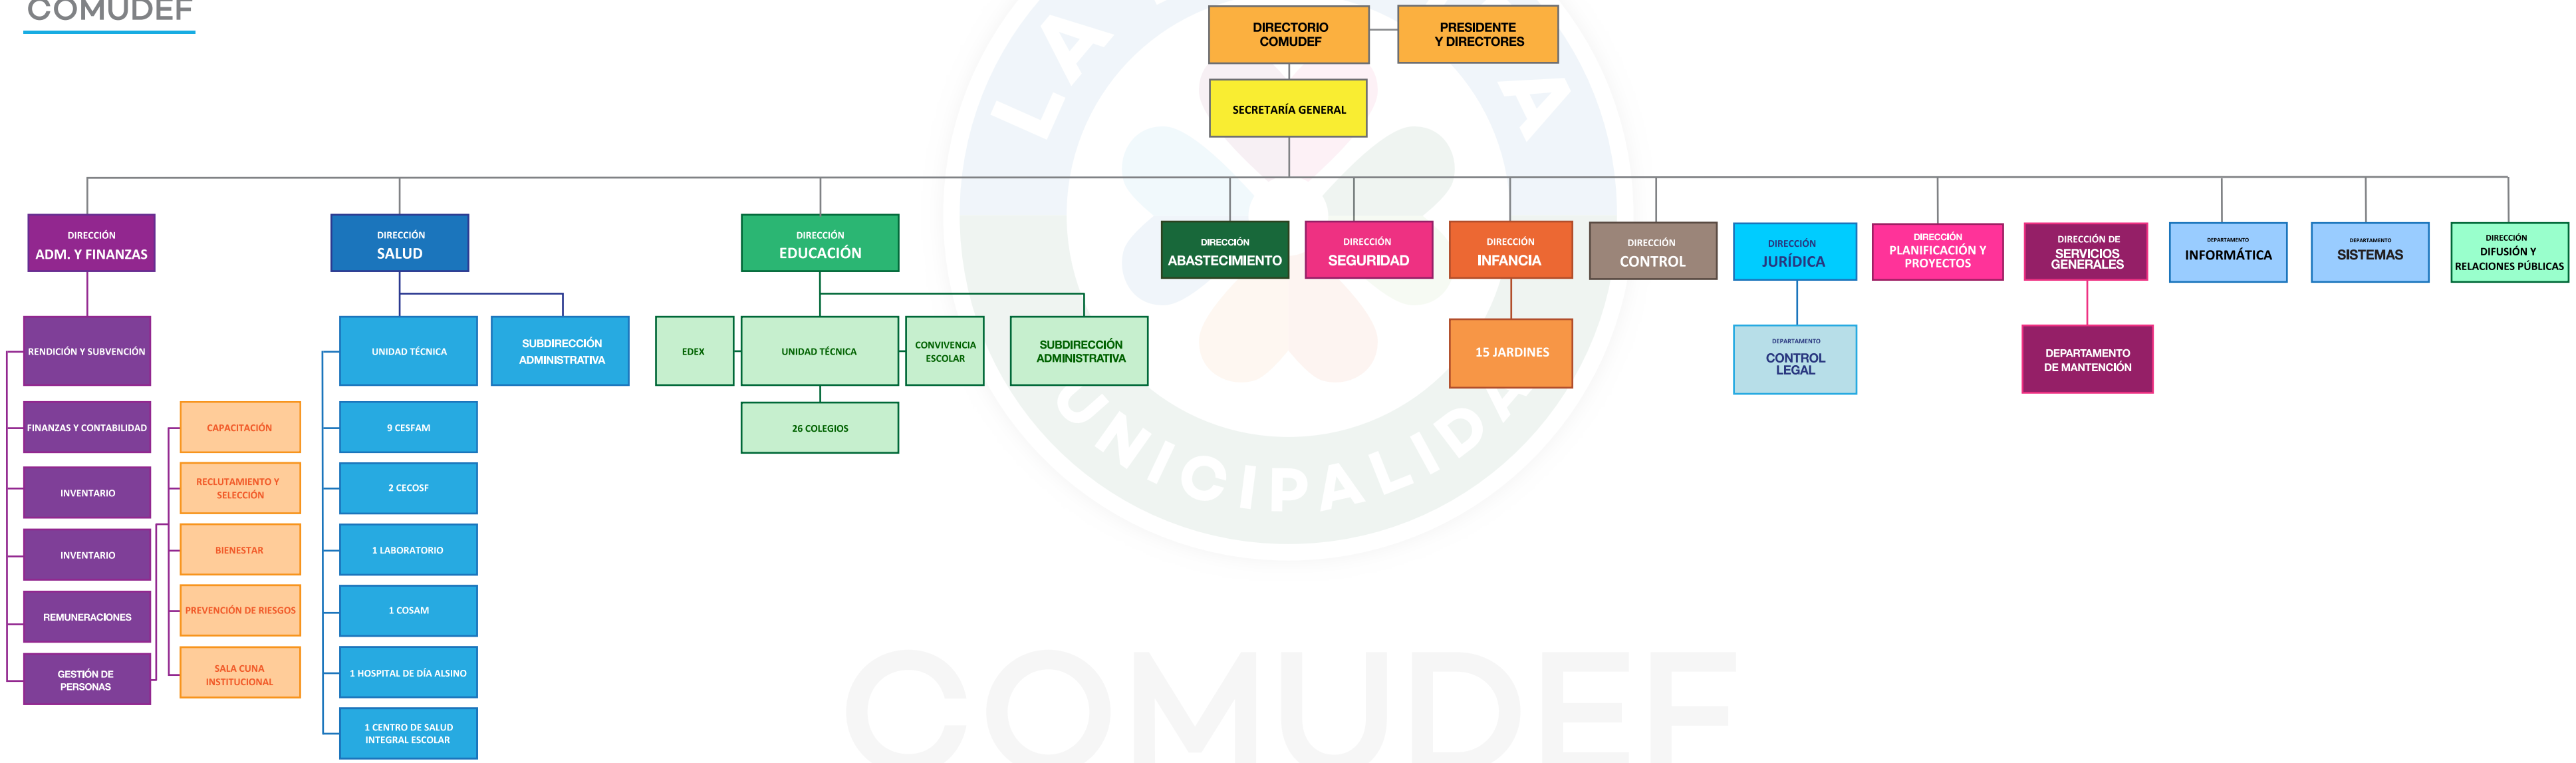 COMUDEF
DIRECTORIO
COMUDEF
PRESIDENTE
Y DIRECTORES
SECRETARÍA GENERAL
DIRECCIÓN
ADM. Y FINANZAS
DIRECCIÓN
SALUD
DIRECCIÓN
EDUCACIÓN
DIRECCIÓN
ABASTECIMIENTO
DIRECCIÓN
SEGURIDAD
DIRECCIÓN
INFANCIA
DIRECCIÓN
CONTROL
DIRECCIÓN
JURÍDICA
DIRECCIÓN
PLANIFICACIÓN Y
PROYECTOS
DIRECCIÓN DE
SERVICIOS
GENERALES
DEPARTAMENTO
INFORMÁTICA
DEPARTAMENTO
SISTEMAS
DIRECCIÓN
DIFUSIÓN Y
RELACIONES PÚBLICAS
RENDICIÓN Y SUBVENCIÓN
FINANZAS Y CONTABILIDAD
INVENTARIO
INVENTARIO
REMUNERACIONES
GESTIÓN DE
PERSONAS
CAPACITACIÓN
RECLUTAMIENTO Y
SELECCIÓN
BIENESTAR
PREVENCIÓN DE RIESGOS
SALA CUNA
INSTITUCIONAL
UNIDAD TÉCNICA
SUBDIRECCIÓN
ADMINISTRATIVA
9 CESFAM
2 CECOSF
1 LABORATORIO
1 COSAM
1 HOSPITAL DE DÍA ALSINO
1 CENTRO DE SALUD
INTEGRAL ESCOLAR
EDEX
UNIDAD TÉCNICA
CONVIVENCIA
ESCOLAR
SUBDIRECCIÓN
ADMINISTRATIVA
26 COLEGIOS
15 JARDINES
DEPARTAMENTO
CONTROL
LEGAL
DEPARTAMENTO
DE MANTENCIÓN
COMUDEF